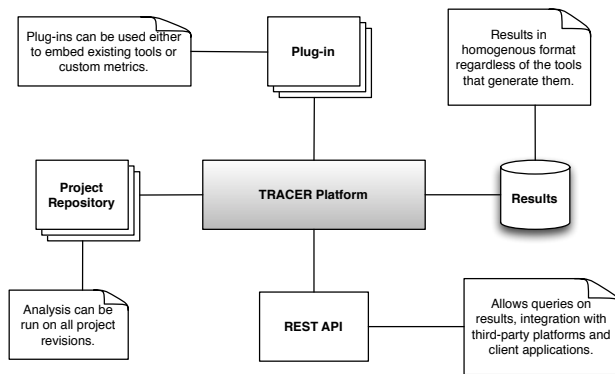 Plug-ins can be used either
to embed existing tools or
custom metrics.
Plug-in
Results in
homogenous format
regardless of the tools
that generate them.
Project
Repository
TRACER Platform
Results
Analysis can be
run on all project
revisions.
REST API
Allows queries on
results, integration with
third-party platforms and
client applications.